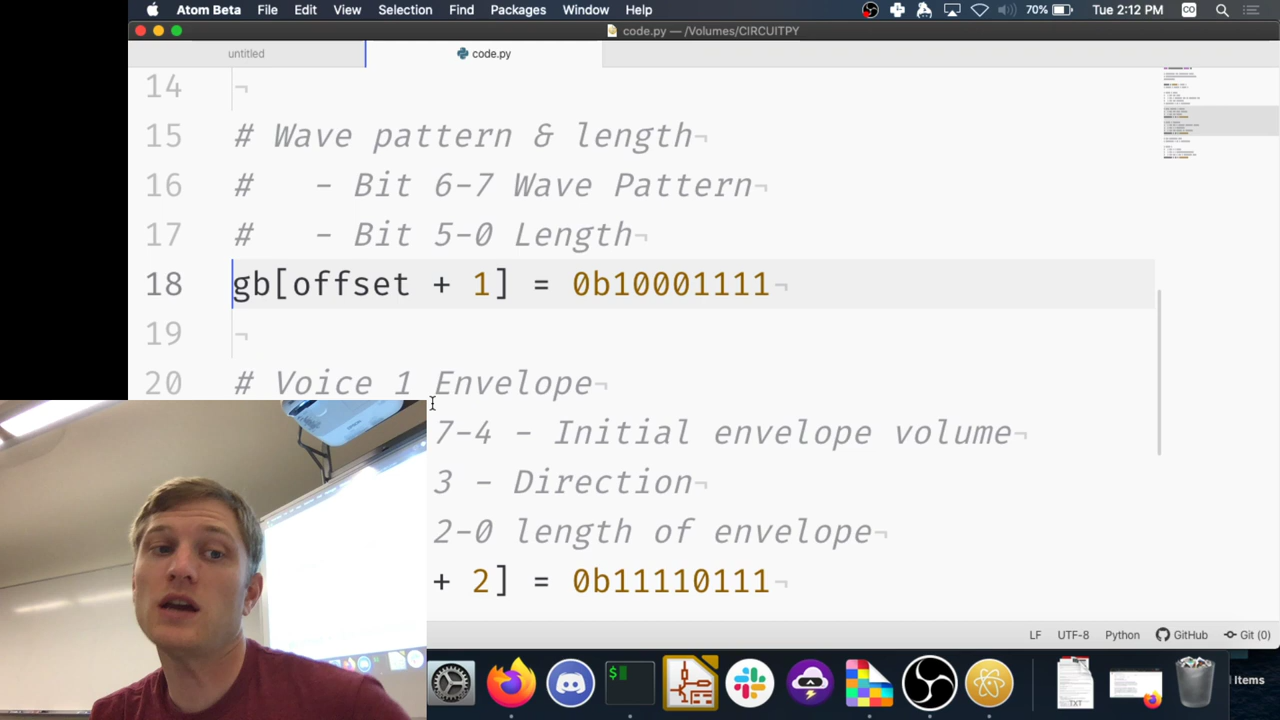 Atom Beta File Edit View Selection Find Packages Window Help 70% Tue 2:12 PM CO
code.py — /Volumes/CIRCUITPY
untitled code.py
14 ¬
15 # Wave pattern & length¬
16 # - Bit 6-7 Wave Pattern¬
17 # - Bit 5-0 Length¬
18 gb[offset + 1] = 0b10001111¬
19 ¬
20 # Voice 1 Envelope¬
7-4 - Initial envelope volume¬
3 - Direction¬
2-0 length of envelope¬
+ 2] = 0b11110111¬
LF UTF-8 Python GitHub Git (0)
$
TXT
Items